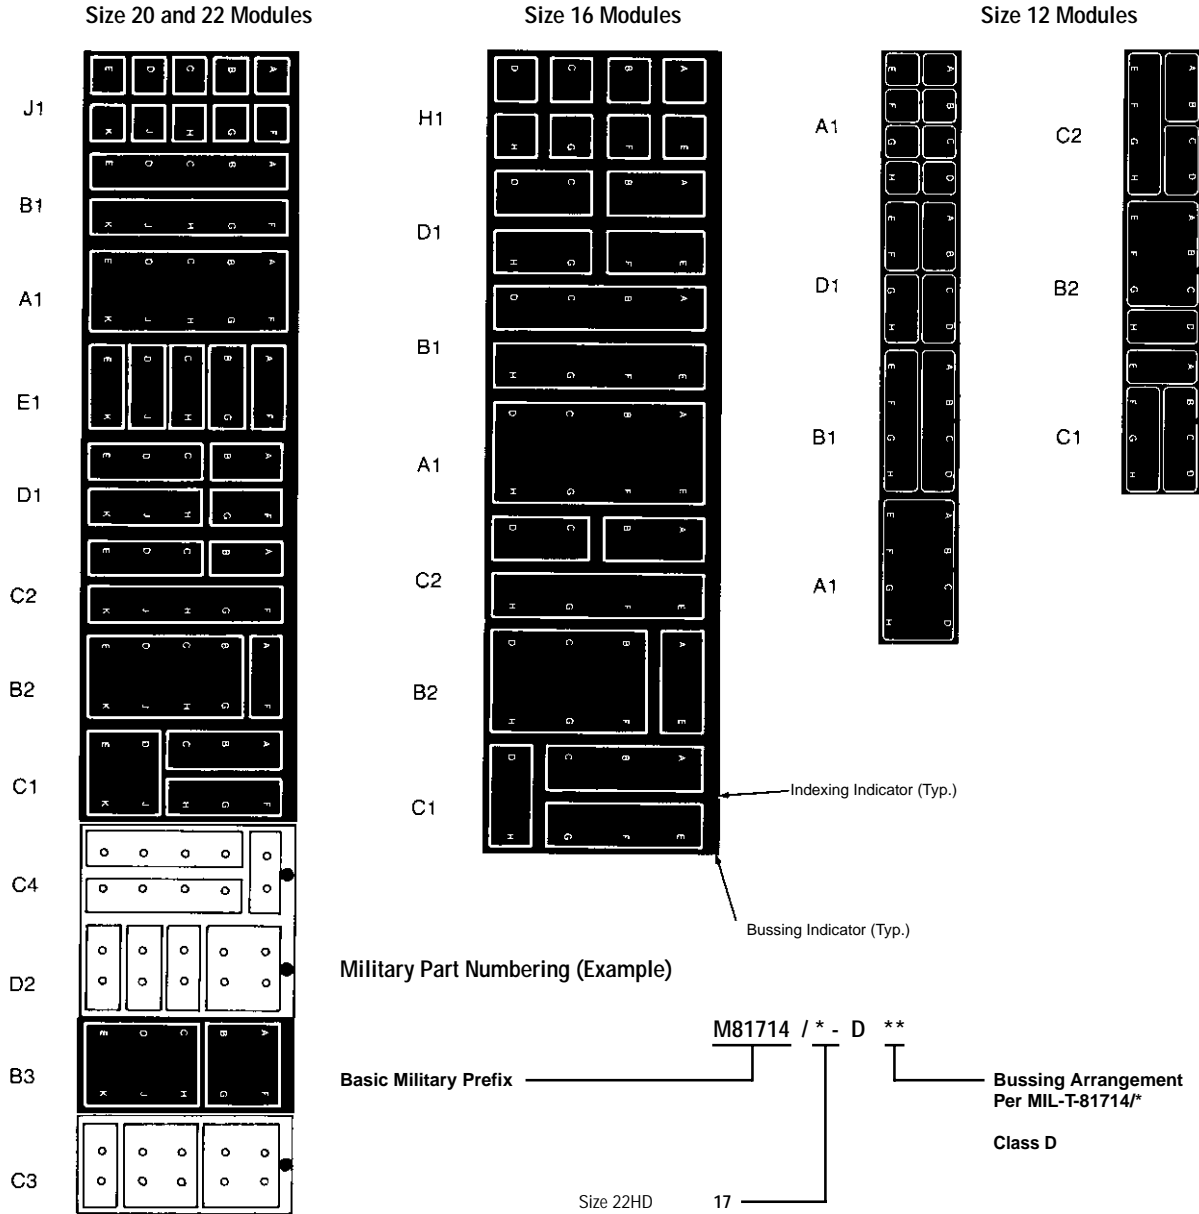 Size 20 and 22 Modules
J1
E D C B A
K J H G F
B1
E D C B A
K J H G F
A1
E D C B A
K J H G F
E1
E D C B A
K J H G F
D1
E D C B A
K J H G F
C2
E D C B A
K J H G F
B2
E D C B A
K J H G F
C1
E D C B A
K J H G F
C4
D2
B3
E D C B A
K J H G F
C3
Size 16 Modules
H1
D C B A
H G F E
D1
D C B A
H G F E
B1
D C B A
H G F E
A1
D C B A
H G F E
C2
D C B A
H G F E
B2
D C B A
H G F E
C1
D C B A
H G F E
Indexing Indicator (Typ.)
Bussing Indicator (Typ.)
Size 12 Modules
A1
E A
F B
G C
H D
D1
E A
F B
G C
H D
B1
E A
F B
G C
H D
A1
E A
F B
G C
H D
C2
E A
F B
G C
H D
B2
E A
F B
G C
H D
C1
E A
F B
G C
H D
Military Part Numbering (Example)
M81714 / * - D **
Basic Military Prefix
Bussing Arrangement
Per MIL-T-81714/*
Class D
Size 22HD 17